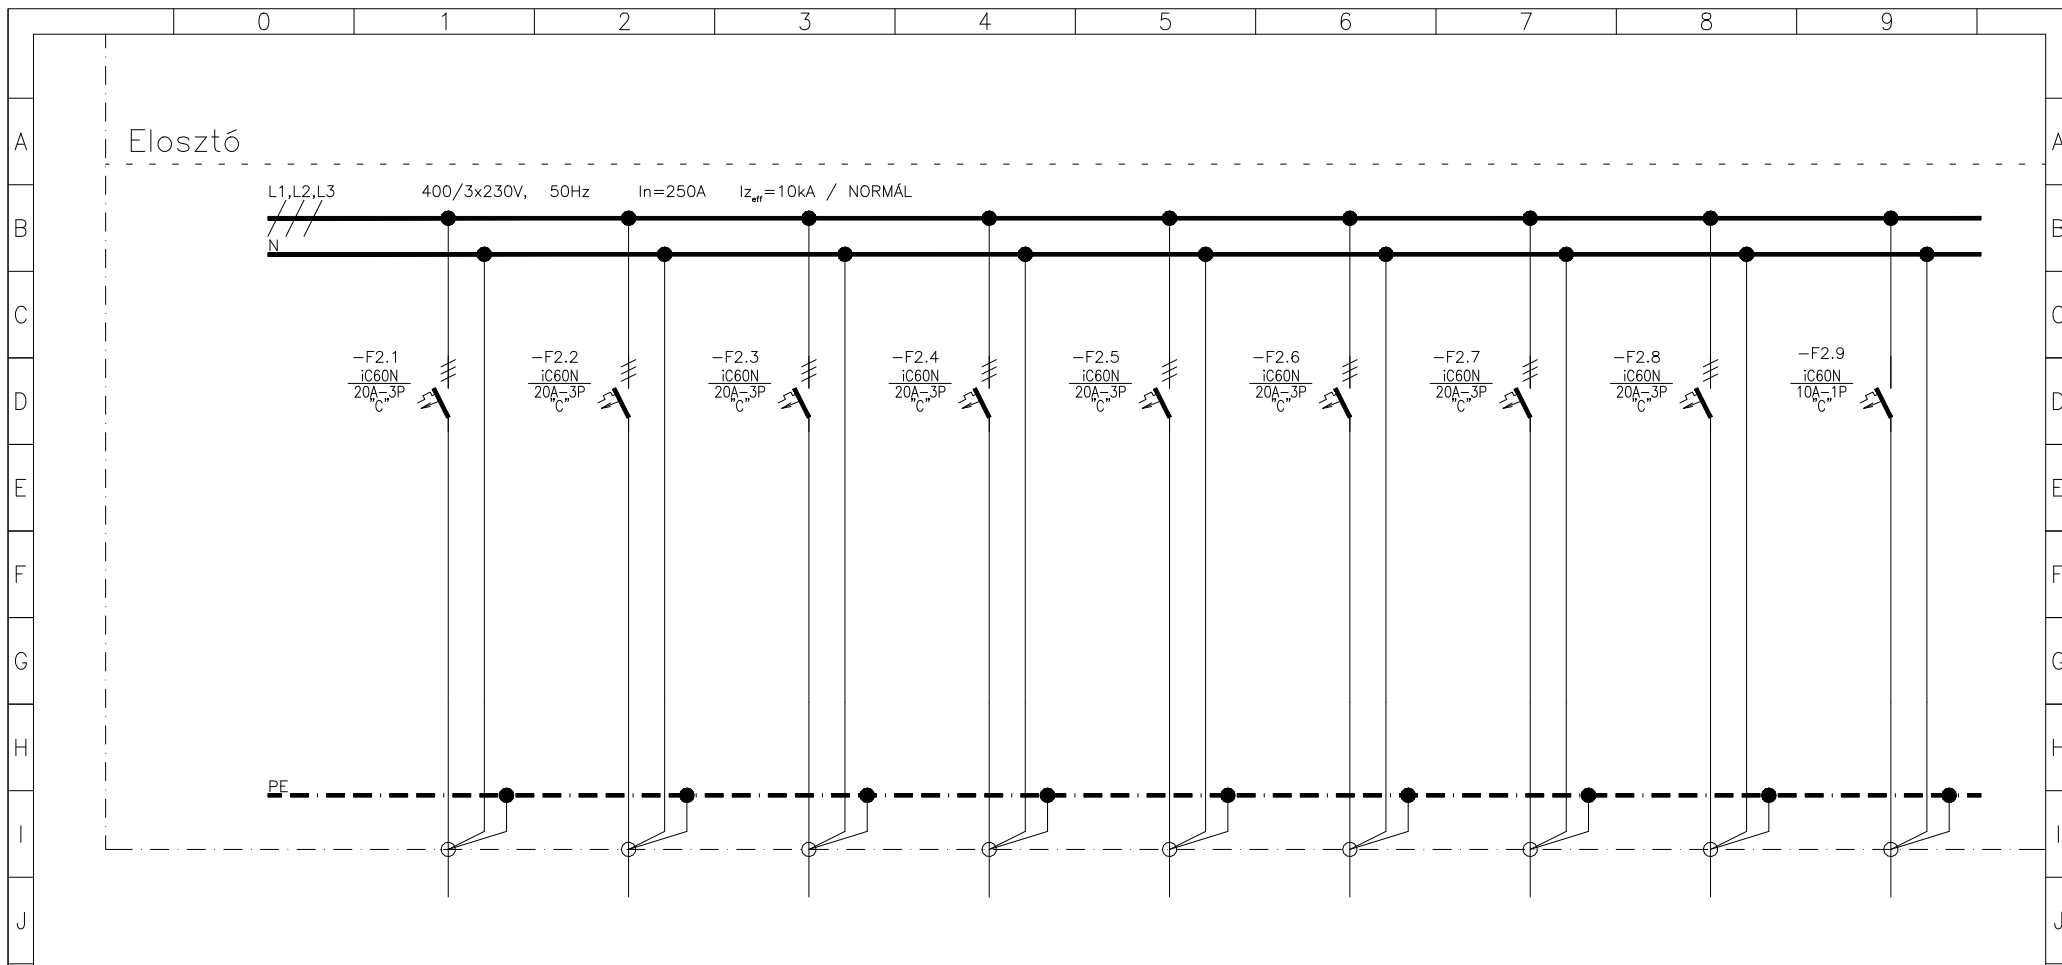 0 1 2 3 4 5 6 7 8 9
A A
Elosztó
L1,L2,L3 400/3x230V, 50Hz In=250A Izeff=10kA / NORMÁL
B B
N
C C
-F2.1 -F2.2 -F2.3 -F2.4 -F2.5 -F2.6 -F2.7 -F2.8 -F2.9
iC60N iC60N iC60N iC60N iC60N iC60N iC60N iC60N iC60N
20A-3P 20A-3P 20A-3P 20A-3P 20A-3P 20A-3P 20A-3P 20A-3P 10A-1P
"C" "C" "C" "C" "C" "C" "C" "C" "C"
D D
E E
F F
G G
H H
PE
I I
J J